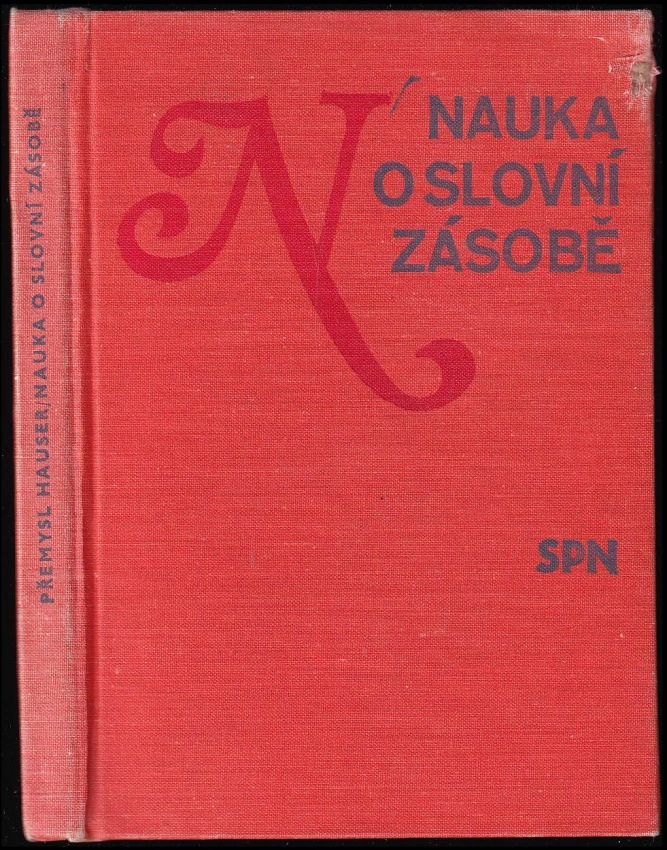 PŘEMYSL HAUSER/NAUKA O SLOVNÍ ZÁSOBĚ
N
NAUKA
O SLOVNÍ
ZÁSOBĚ
SPN